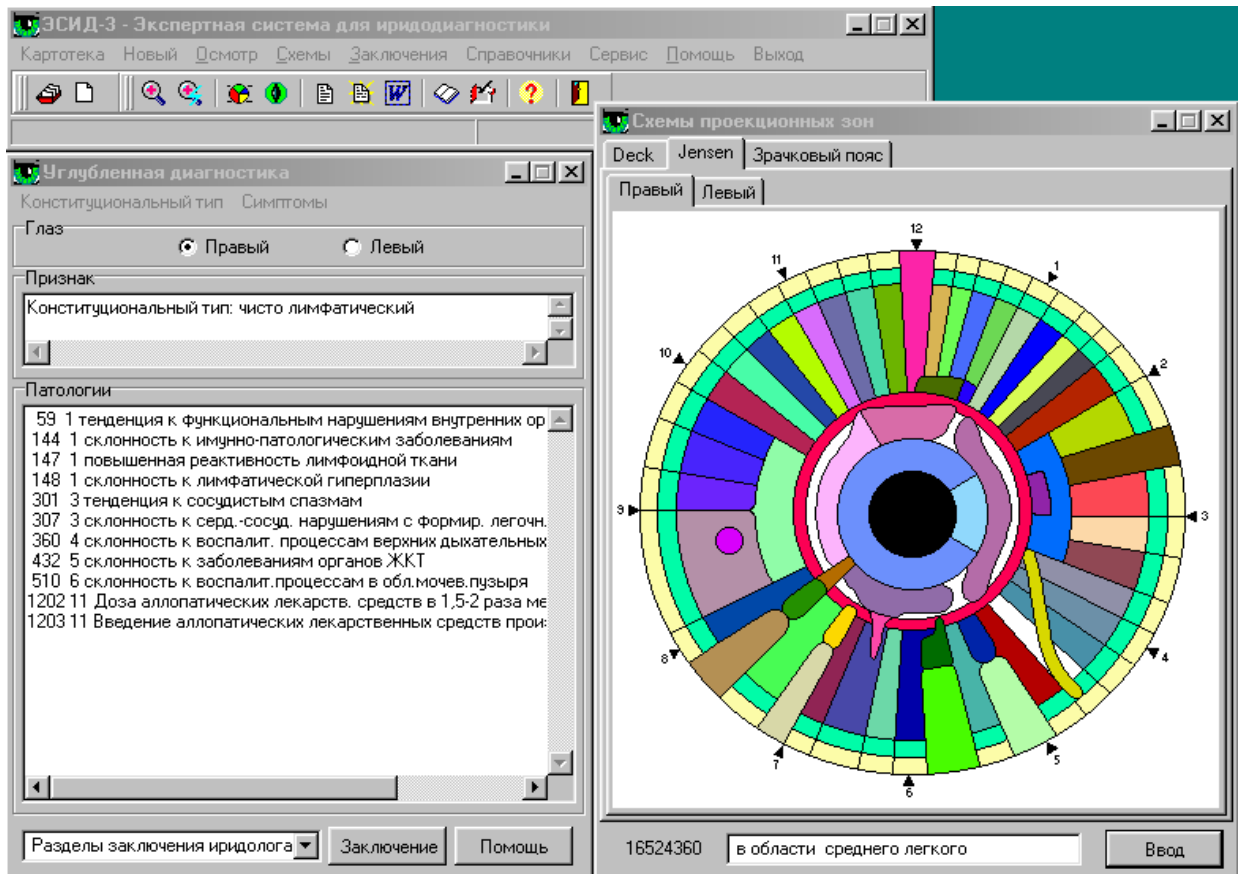 ЭСИД-3 - Экспертная система для иридодиагностики
Картотека Новый Осмотр Схемы Заключения Справочники Сервис Помощь Выход
Углубленная диагностика
Конституциональный тип Симптомы
Глаз
Правый Левый
Признак
Конституциональный тип: чисто лимфатический
Патологии
59 1 тенденция к функциональным нарушениям внутренних ор
144 1 склонность к имунно-патологическим заболеваниям
147 1 повышенная реактивность лимфоидной ткани
148 1 склонность к лимфатической гиперплазии
301 3 тенденция к сосудистым спазмам
307 3 склонность к серд.-сосуд. нарушениям с формир. легочн.
360 4 склонность к воспалит. процессам верхних дыхательных
432 5 склонность к заболеваниям органов ЖКТ
510 6 склонность к воспалит.процессам в обл.мочев.пузыря
1202 11 Доза аллопатических лекарств. средств в 1,5-2 раза ме
1203 11 Введение аллопатических лекарственных средств прои
Разделы заключения иридолога Заключение Помощь
Схемы проекционных зон
Deck Jensen Зрачковый пояс
Правый Левый
12
11 1
10 2
9 3
8 4
7 5
6
16524360 в области среднего легкого Ввод